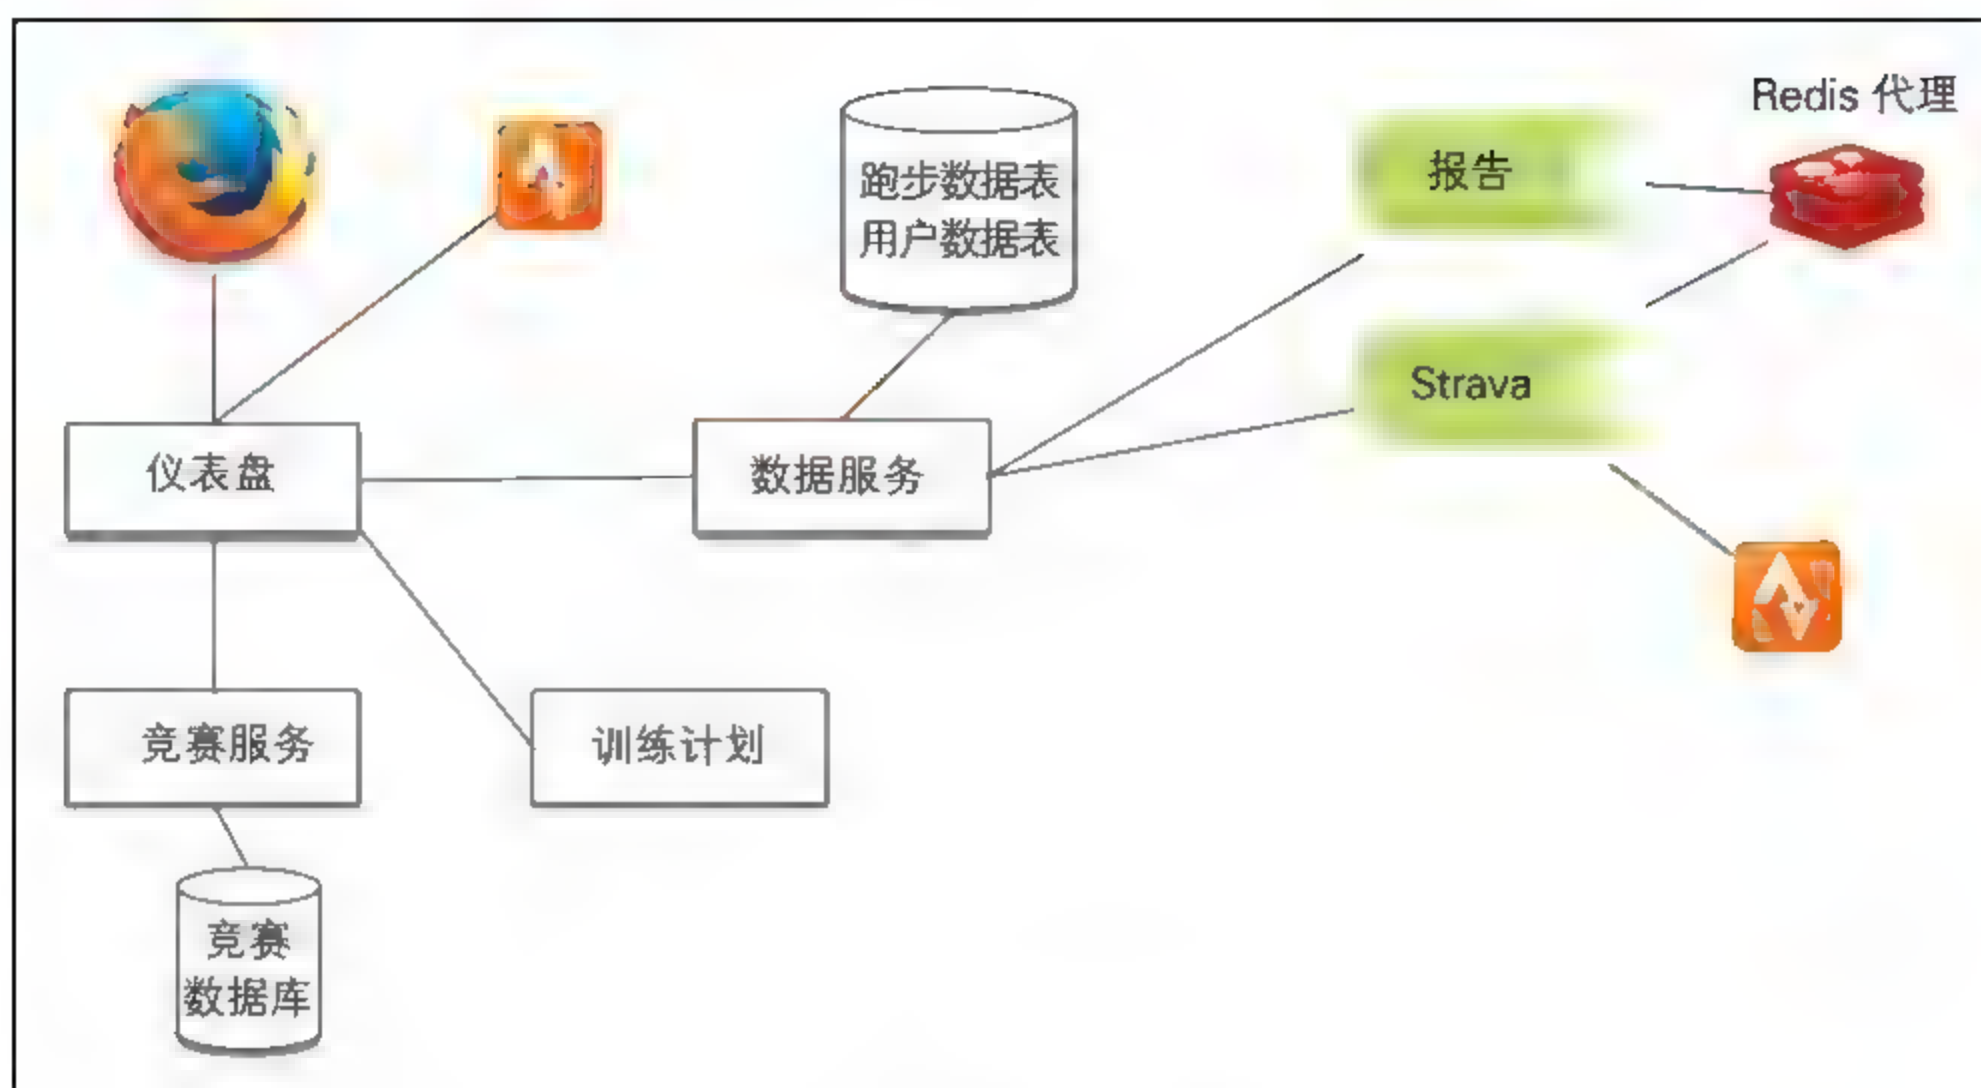 Redis 代理
报告
跑步数据表
用户数据表
Strava
仪表盘
数据服务
竞赛服务
训练计划
竞赛
数据库